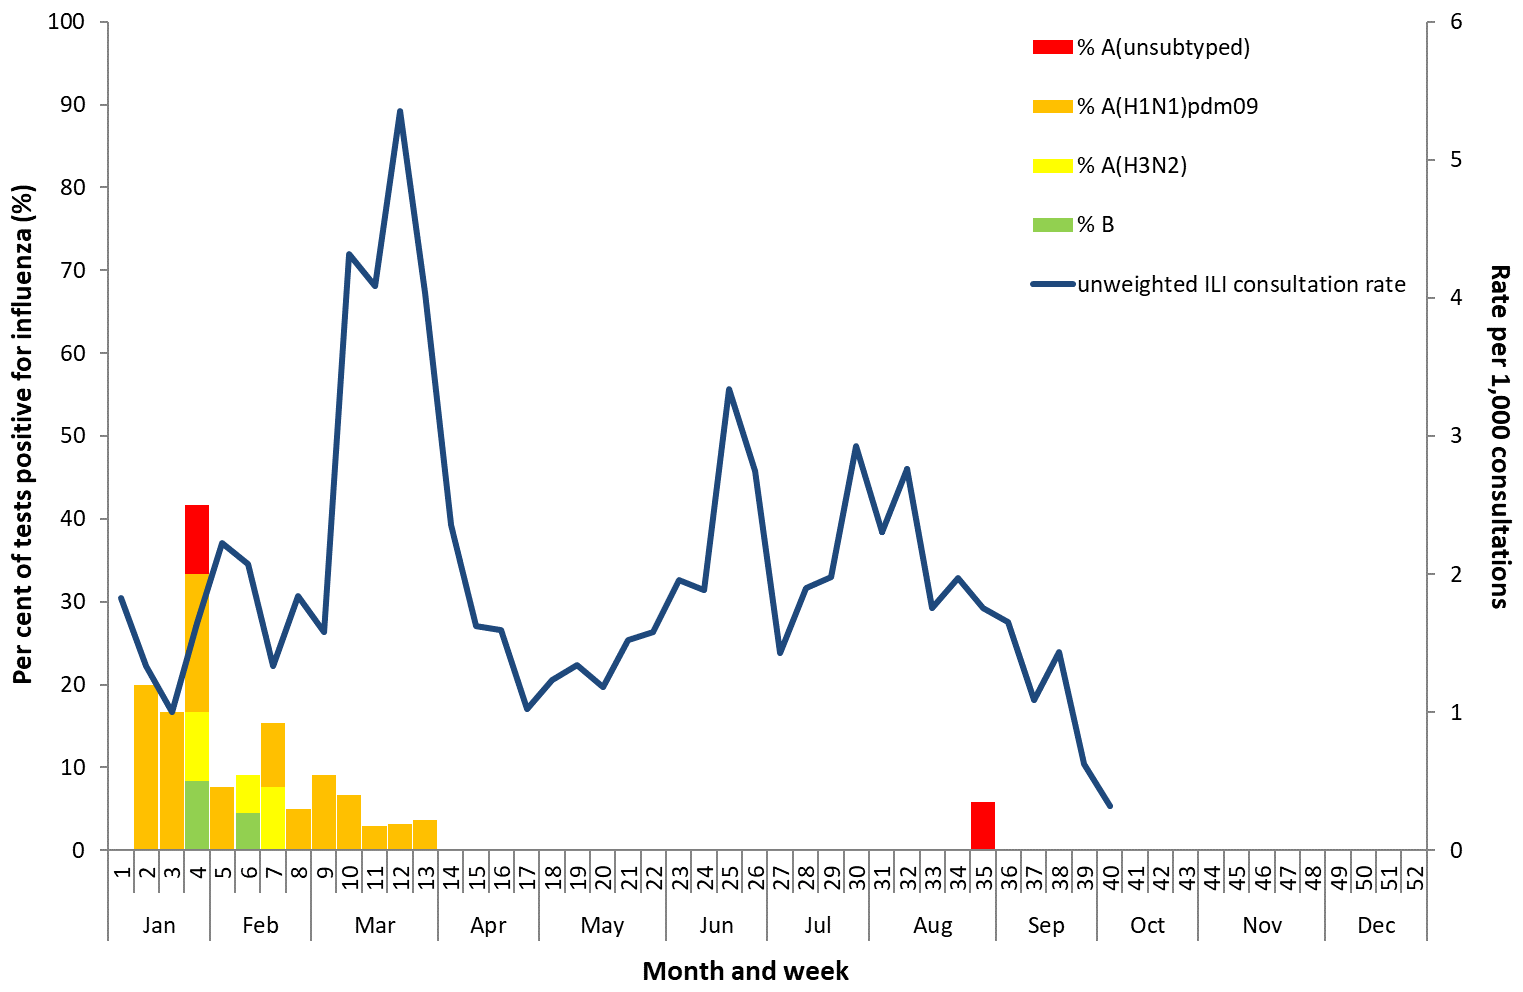 Per cent of tests positive for influenza (%)
100
90
80
70
60
50
40
30
20
10
0
% A(unsubtyped)
% A(H1N1)pdm09
% A(H3N2)
% B
unweighted ILI consultation rate
6
5
4
3
2
1
0
Rate per 1,000 consultations
1 2 3 4 5 6 7 8 9 10 11 12 13 14 15 16 17 18 19 20 21 22 23 24 25 26 27 28 29 30 31 32 33 34 35 36 37 38 39 40 41 42 43 44 45 46 47 48 49 50 51 52
Jan Feb Mar Apr May Jun Jul Aug Sep Oct Nov Dec
Month and week